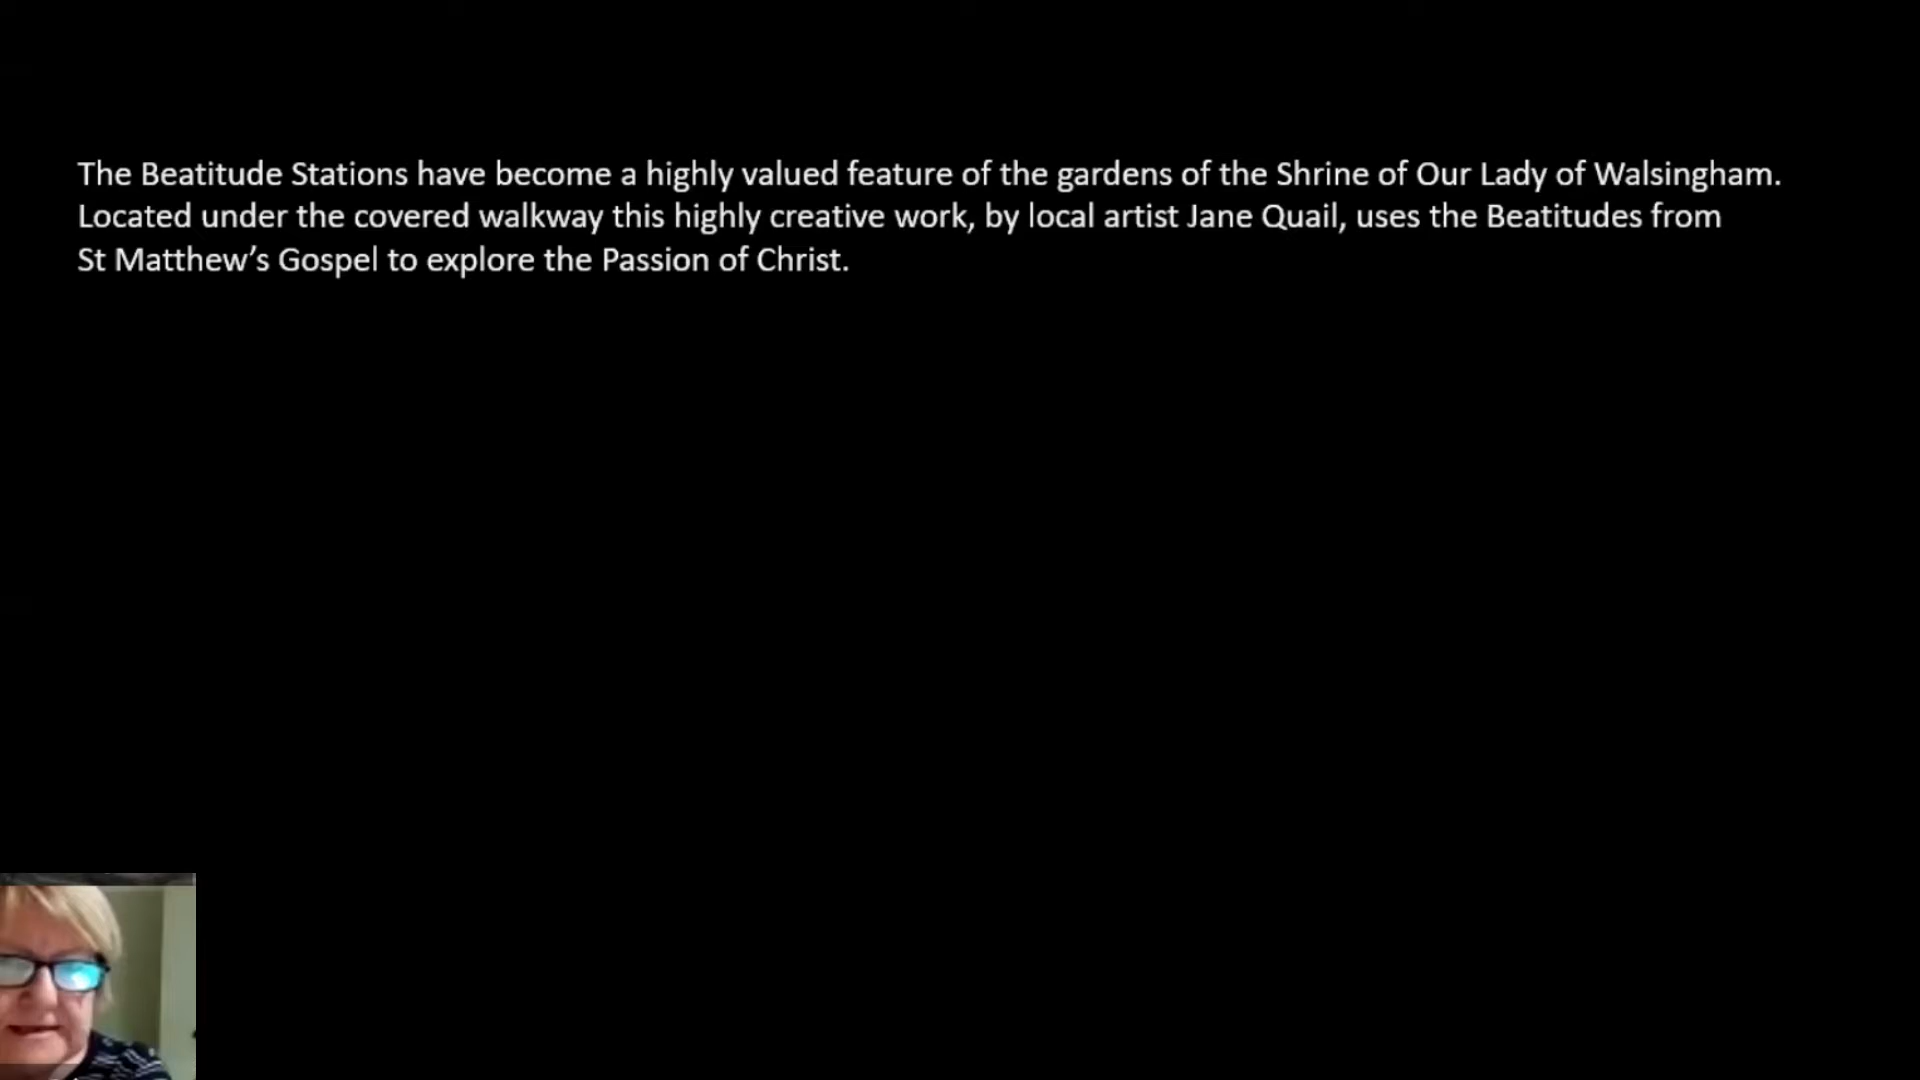 The Beatitude Stations have become a highly valued feature of the gardens of the Shrine of Our Lady of Walsingham.
Located under the covered walkway this highly creative work, by local artist Jane Quail, uses the Beatitudes from
St Matthew’s Gospel to explore the Passion of Christ.